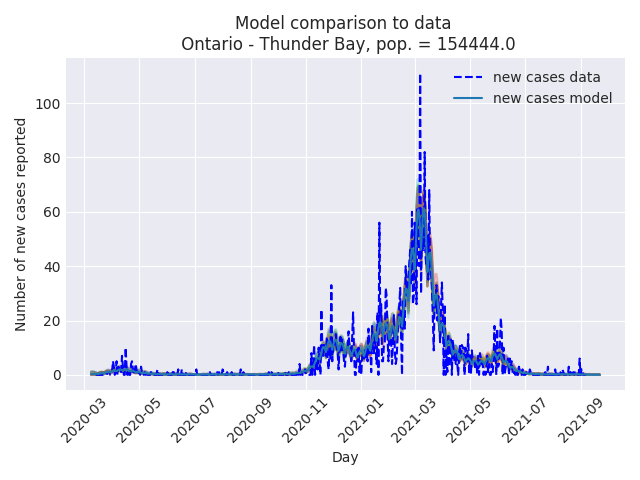 Model comparison to data
Ontario - Thunder Bay, pop. = 154444.0
new cases data
new cases model
Number of new cases reported
100
80
60
40
20
0
2020-03
2020-05
2020-07
2020-09
2020-11
2021-01
2021-03
2021-05
2021-07
2021-09
Day